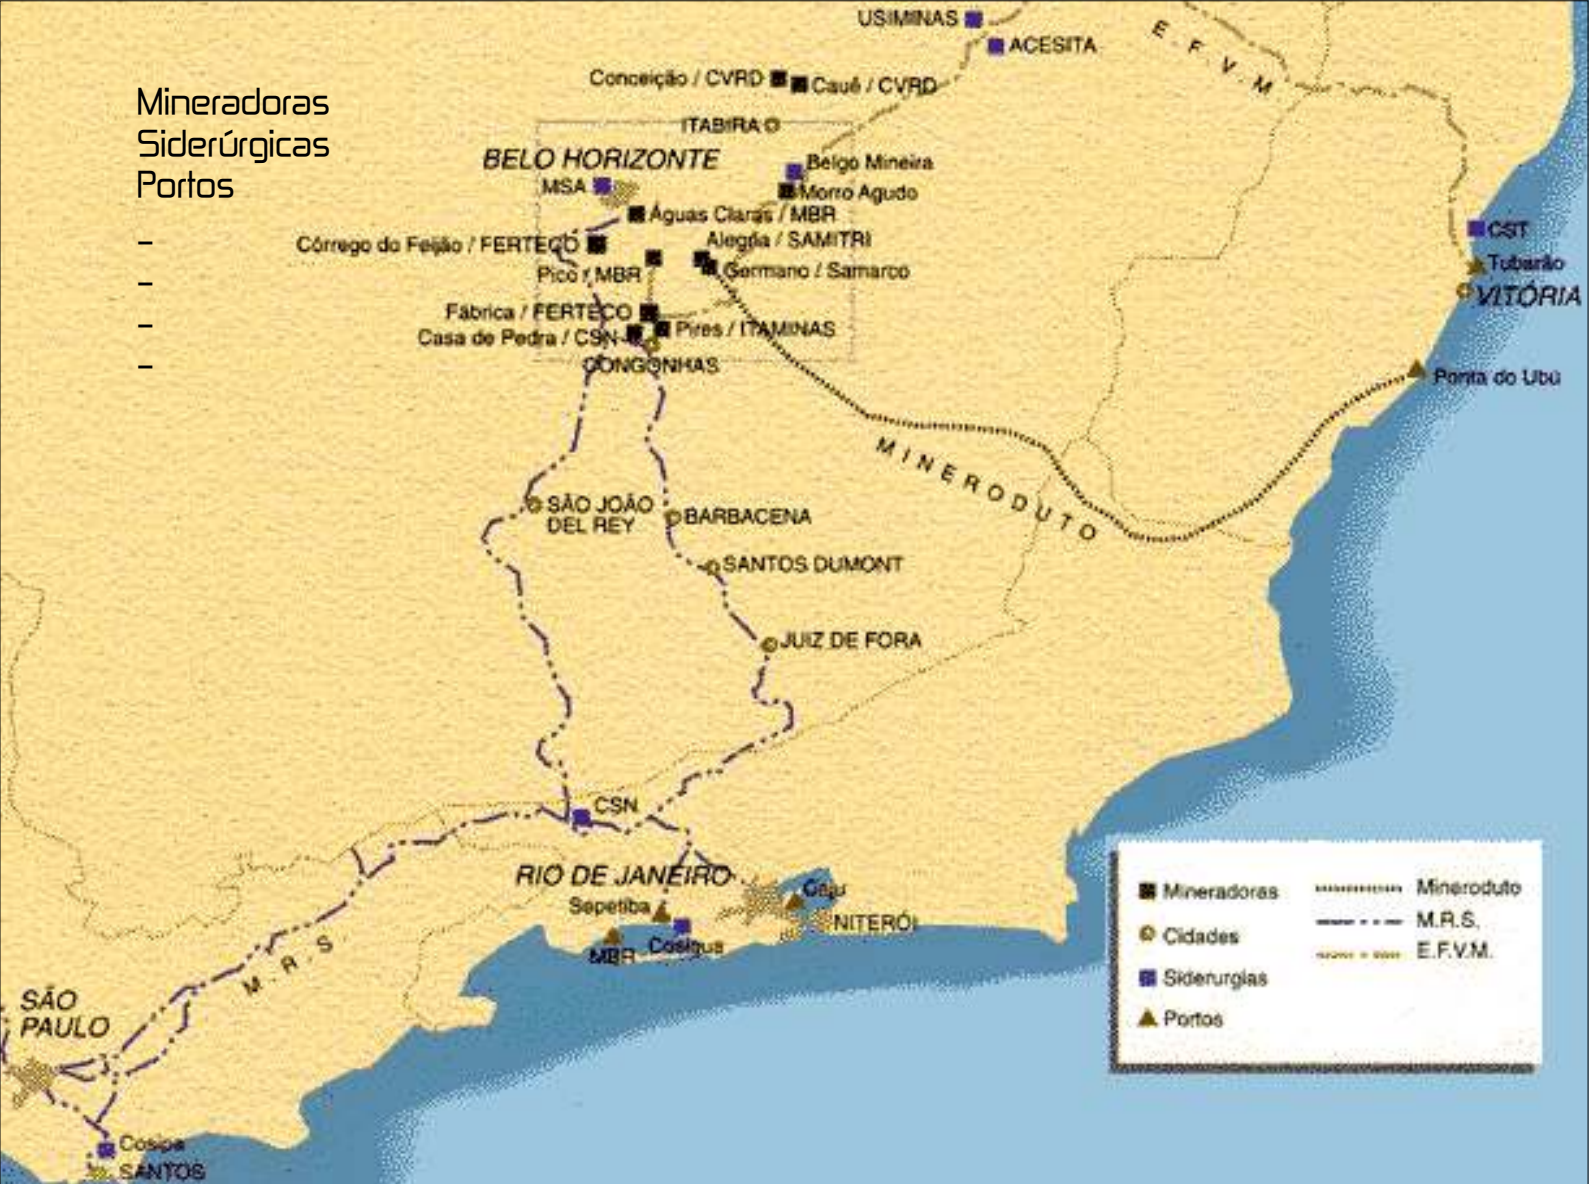 USIMINAS
ACESITA
E.F.V.M
Conceição / CVRD
Cauê / CVRD
Mineradoras
Siderúrgicas
Portos
–
–
–
–
ITABIRA
BELO HORIZONTE
Belgo Mineira
MSA
Morro Agudo
Águas Claras / MBR
CST
Córrego do Feijão / FERTECO
Alegria / SAMITRI
Tubarão
Pico / MBR
Germano / Samarco
VITÓRIA
Fábrica / FERTECO
Pires / ITAMINAS
Casa de Pedra / CSN
CONGONHAS
Ponta do Ubú
MINERODUTO
SÃO JOÃO
DEL REY
BARBACENA
SANTOS DUMONT
JUIZ DE FORA
CSN
RIO DE JANEIRO
Caju
Sepetiba
NITERÓI
MBR
Cosigua
M.R.S
SÃO
PAULO
Cosipa
SANTOS
Mineradoras
Mineroduto
M.R.S.
Cidades
E.F.V.M.
Siderurgias
Portos